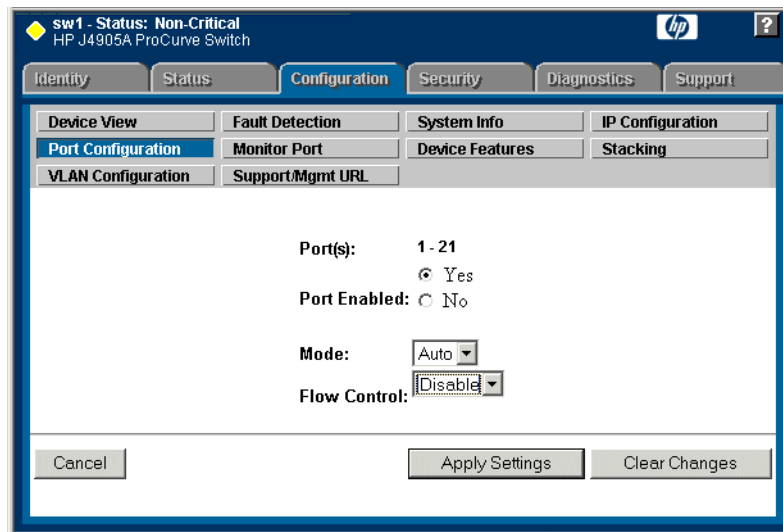 sw1 - Status: Non-Critical
HP J4905A ProCurve Switch
hp
?
Identity Status Configuration Security Diagnostics Support
Device View Fault Detection System Info IP Configuration
Port Configuration Monitor Port Device Features Stacking
VLAN Configuration Support/Mgmt URL
Port(s): 1 - 21
Yes
Port Enabled: No
Mode: Auto
Flow Control: Disable
Cancel Apply Settings Clear Changes